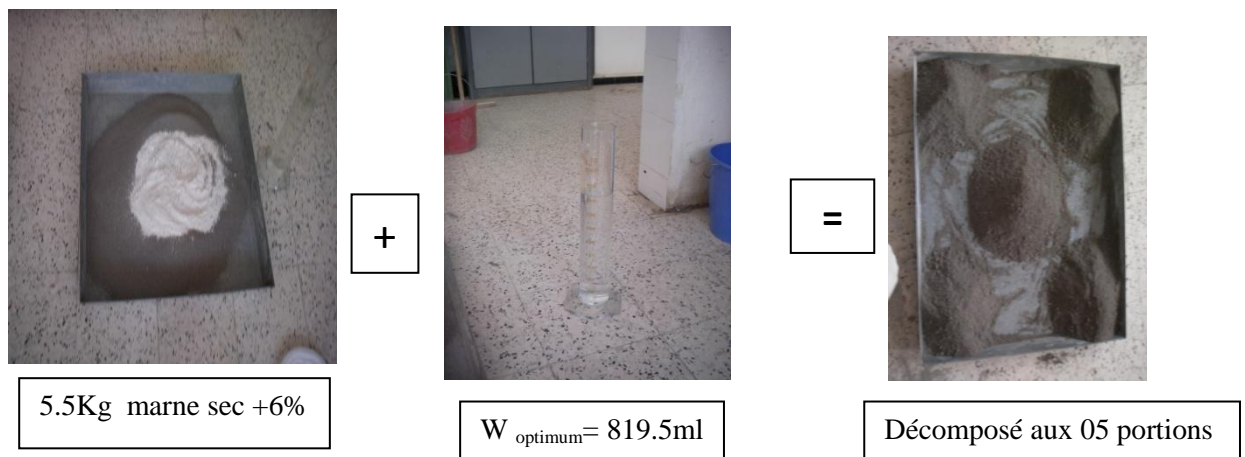 +
=
5.5Kg marne sec +6%
W optimum= 819.5ml
Décomposé aux 05 portions